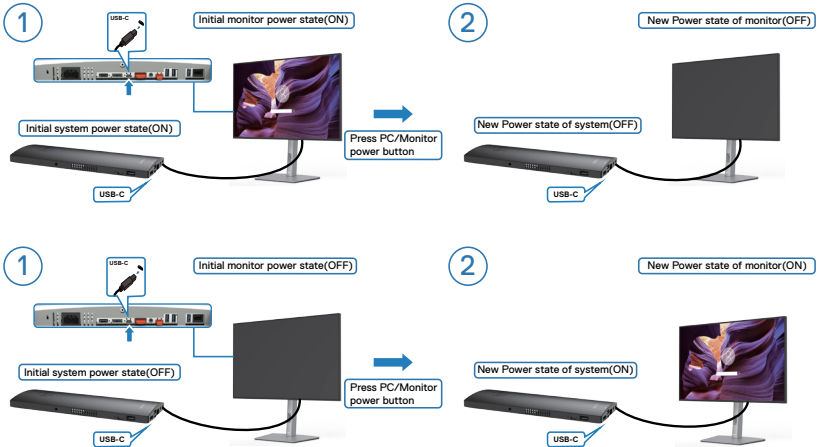 1
USB-C
Initial monitor power state(ON)
2
New Power state of monitor(OFF)
Initial system power state(ON)
Press PC/Monitor
power button
New Power state of system(OFF)
USB-C
USB-C
1
USB-C
Initial monitor power state(OFF)
2
New Power state of monitor(ON)
Initial system power state(OFF)
Press PC/Monitor
power button
New Power state of system(ON)
USB-C
USB-C